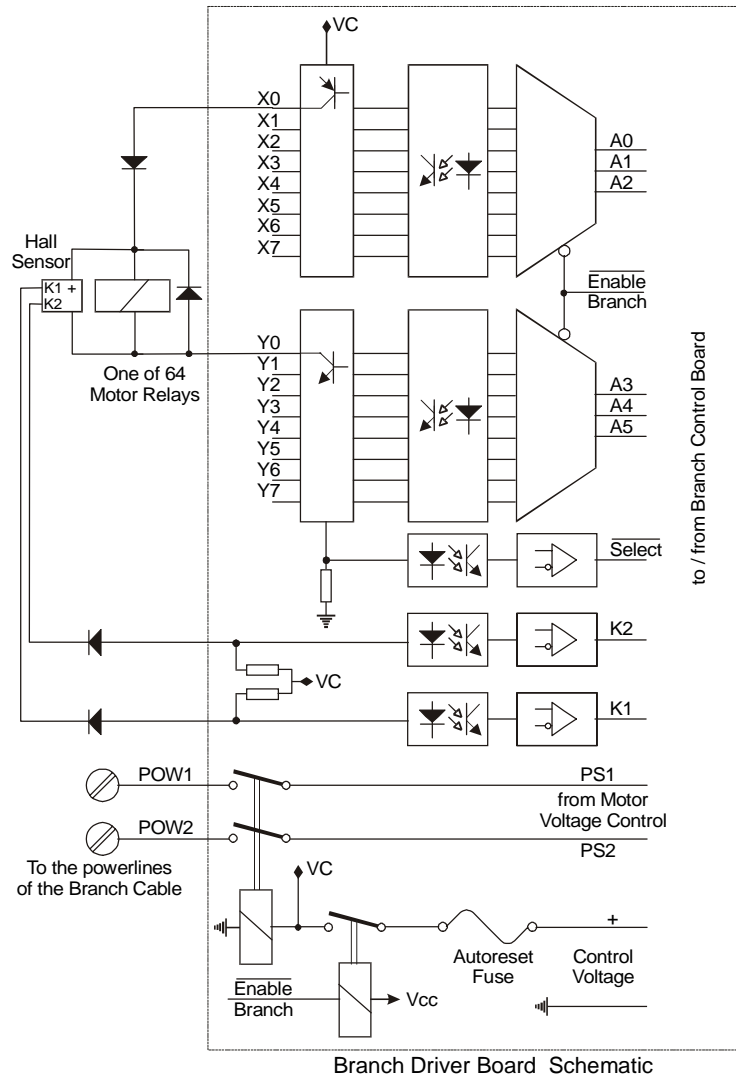 VC
X0
X1
X2
X3
X4
X5
X6
X7
A0
A1
A2
Hall
Sensor
K1 +
K2
Enable
Branch
One of 64
Motor Relays
Y0
Y1
Y2
Y3
Y4
Y5
Y6
Y7
A3
A4
A5
to / from Branch Control Board
Select
K2
VC
K1
POW1
PS1
from Motor
Voltage Control
POW2
PS2
To the powerlines
of the Branch Cable
VC
+
Autoreset
Fuse
Control
Voltage
Enable
Branch
Vcc
Branch Driver Board Schematic